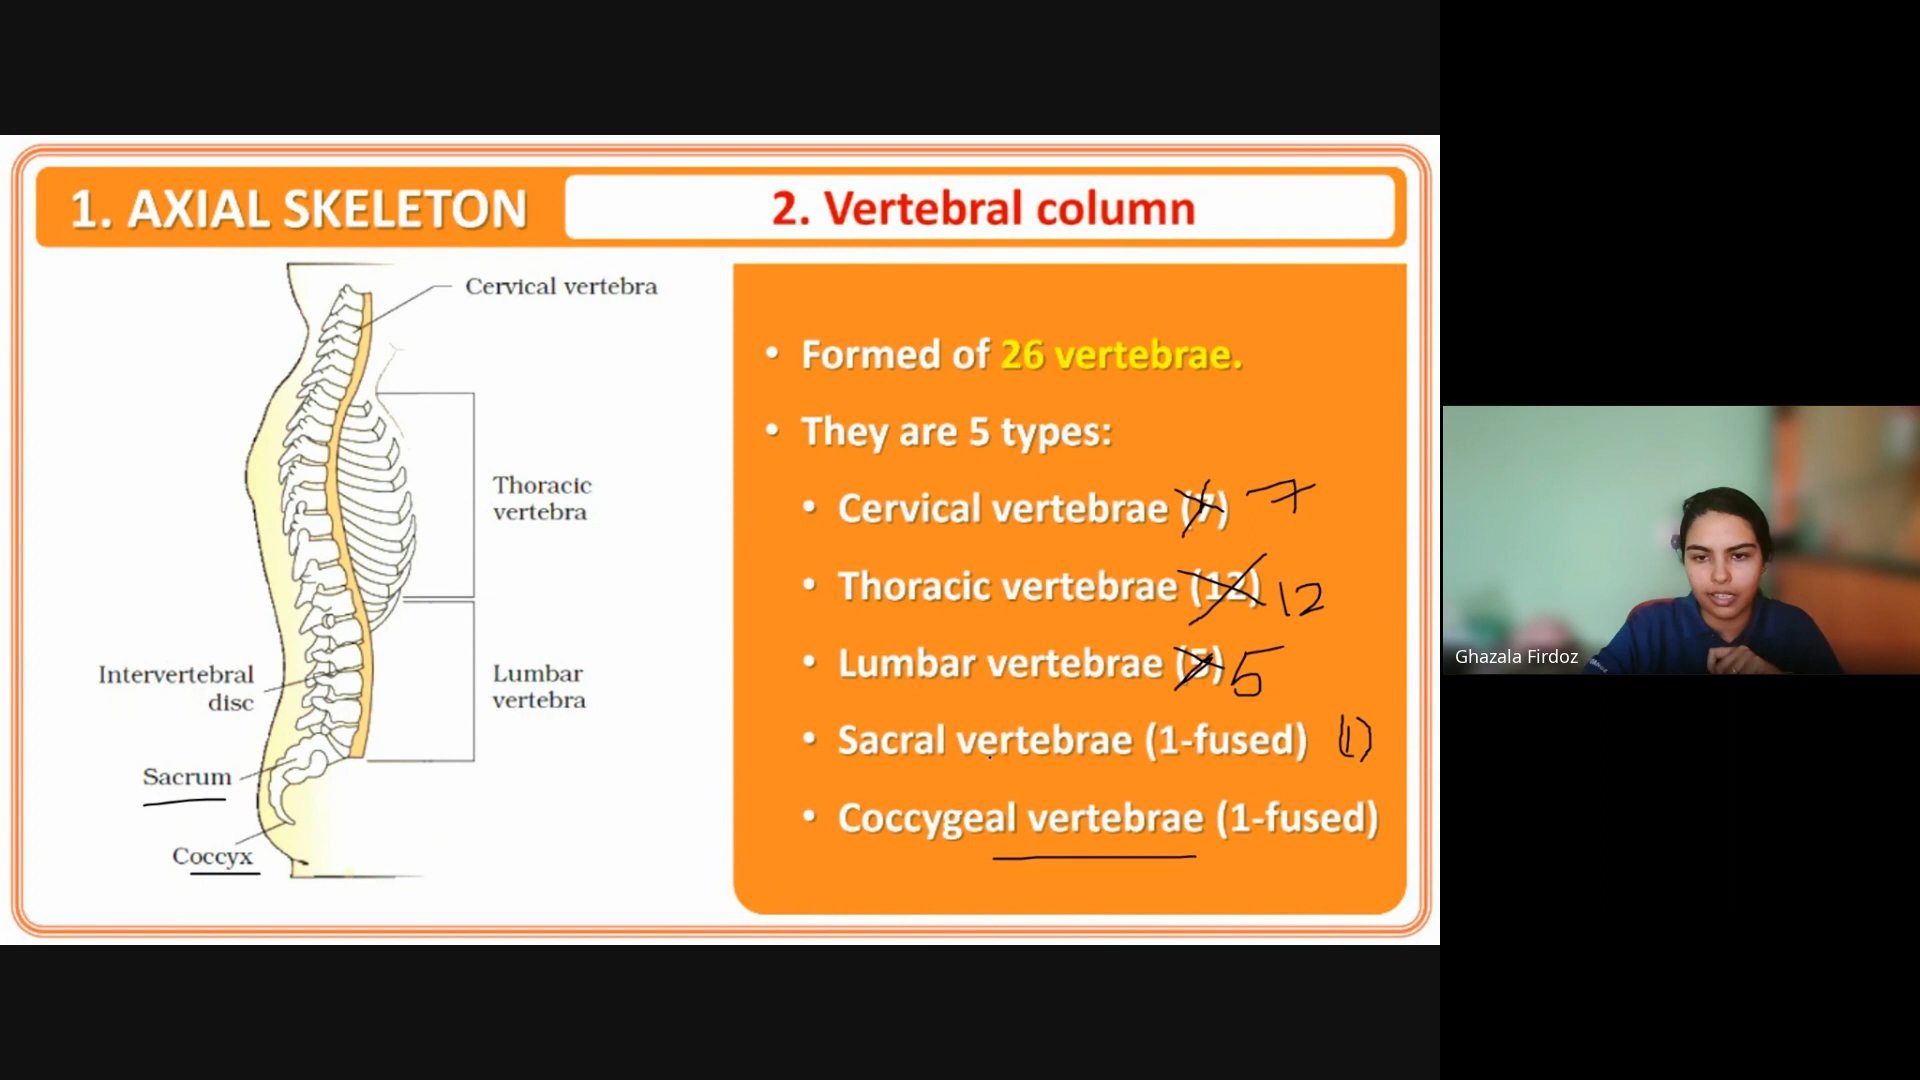 1. AXIAL SKELETON
2. Vertebral column
Cervical vertebra
Thoracic
vertebra
Intervertebral
disc
Lumbar
vertebra
Sacrum
Coccyx
• Formed of 26 vertebrae.
• They are 5 types:
• Cervical vertebrae (7) 7
• Thoracic vertebrae (12) 12
• Lumbar vertebrae (5) 5
• Sacral vertebrae (1-fused) (1)
• Coccygeal vertebrae (1-fused)
Ghazala Firdoz